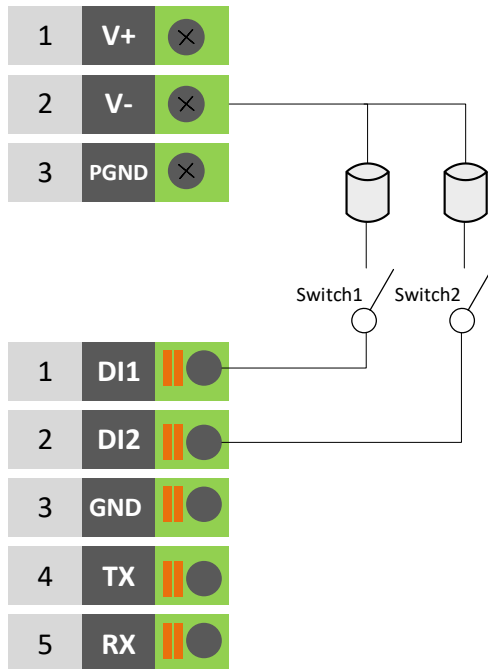 1 V+
2 V-
3 PGND
Switch1 Switch2
1 DI1
2 DI2
3 GND
4 TX
5 RX